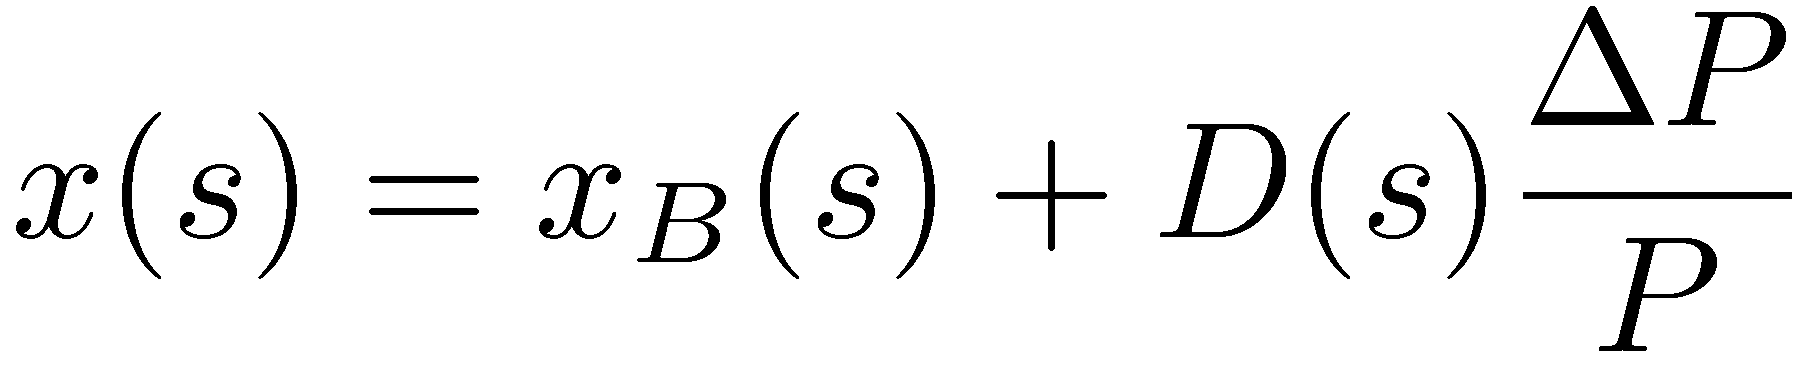 x(s) = x_B(s) + D(s) \frac{\Delta P}{P}